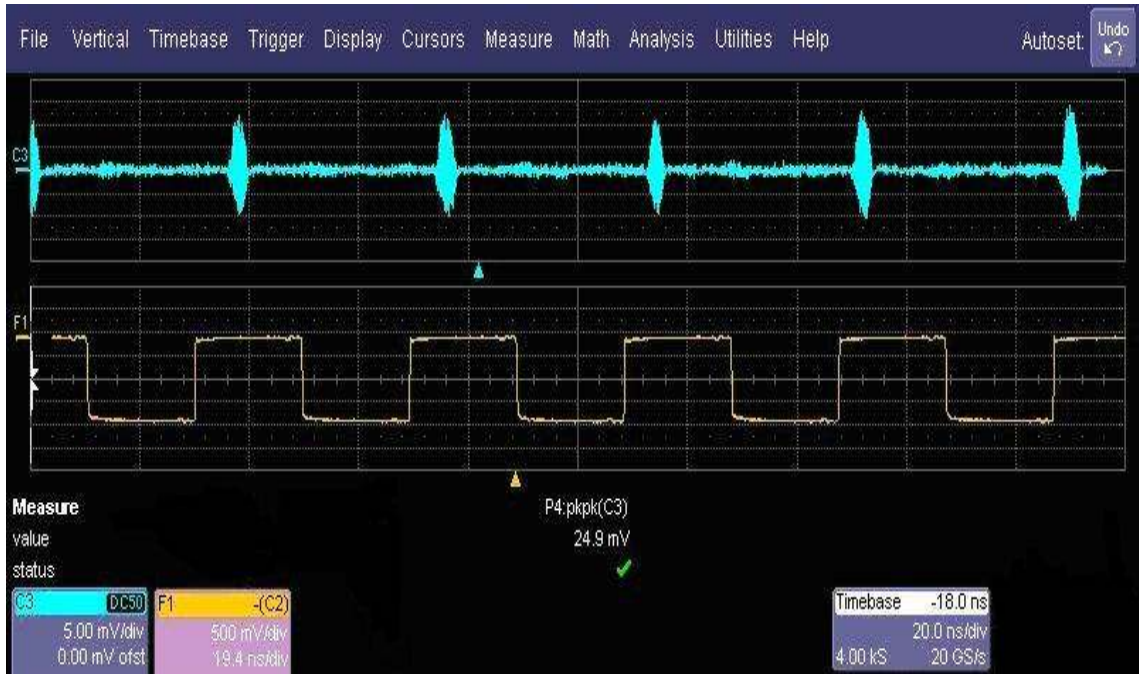 File Vertical Timebase Trigger Display Cursors Measure Math Analysis Utilities Help Autoset: Undo
C3
F1
Measure P4:pkpk(C3)
value 24.9 mV
status
C3 DC50 F1 -(C2) Timebase -18.0 ns
5.00 mV/div 500 mV/div 20.0 ns/div
0.00 mV ofst 19.4 ns/div 4.00 kS 20 GS/s